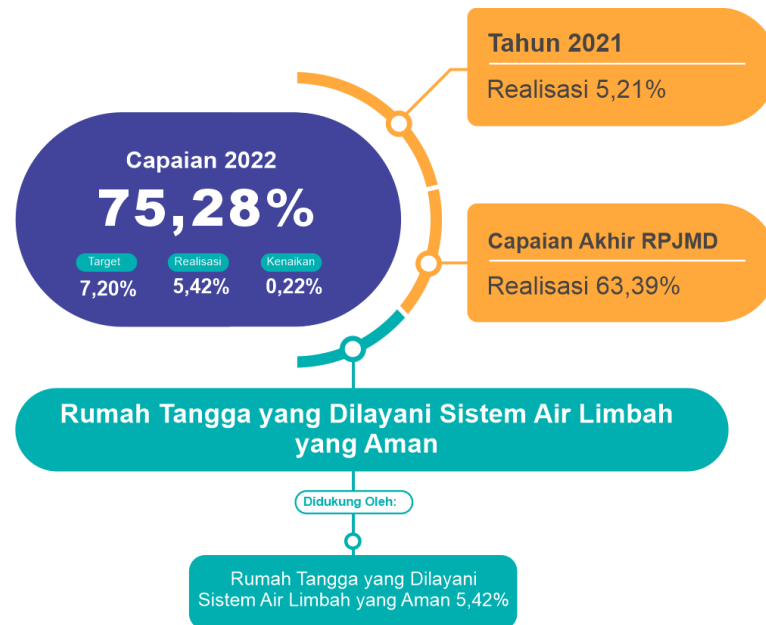 Tahun 2021
Realisasi 5,21%
Capaian 2022
75,28%
Target
Realisasi
Kenaikan
7,20%
5,42%
0,22%
Capaian Akhir RPJMD
Realisasi 63,39%
Rumah Tangga yang Dilayani Sistem Air Limbah
yang Aman
Didukung Oleh:
Rumah Tangga yang Dilayani
Sistem Air Limbah yang Aman 5,42%